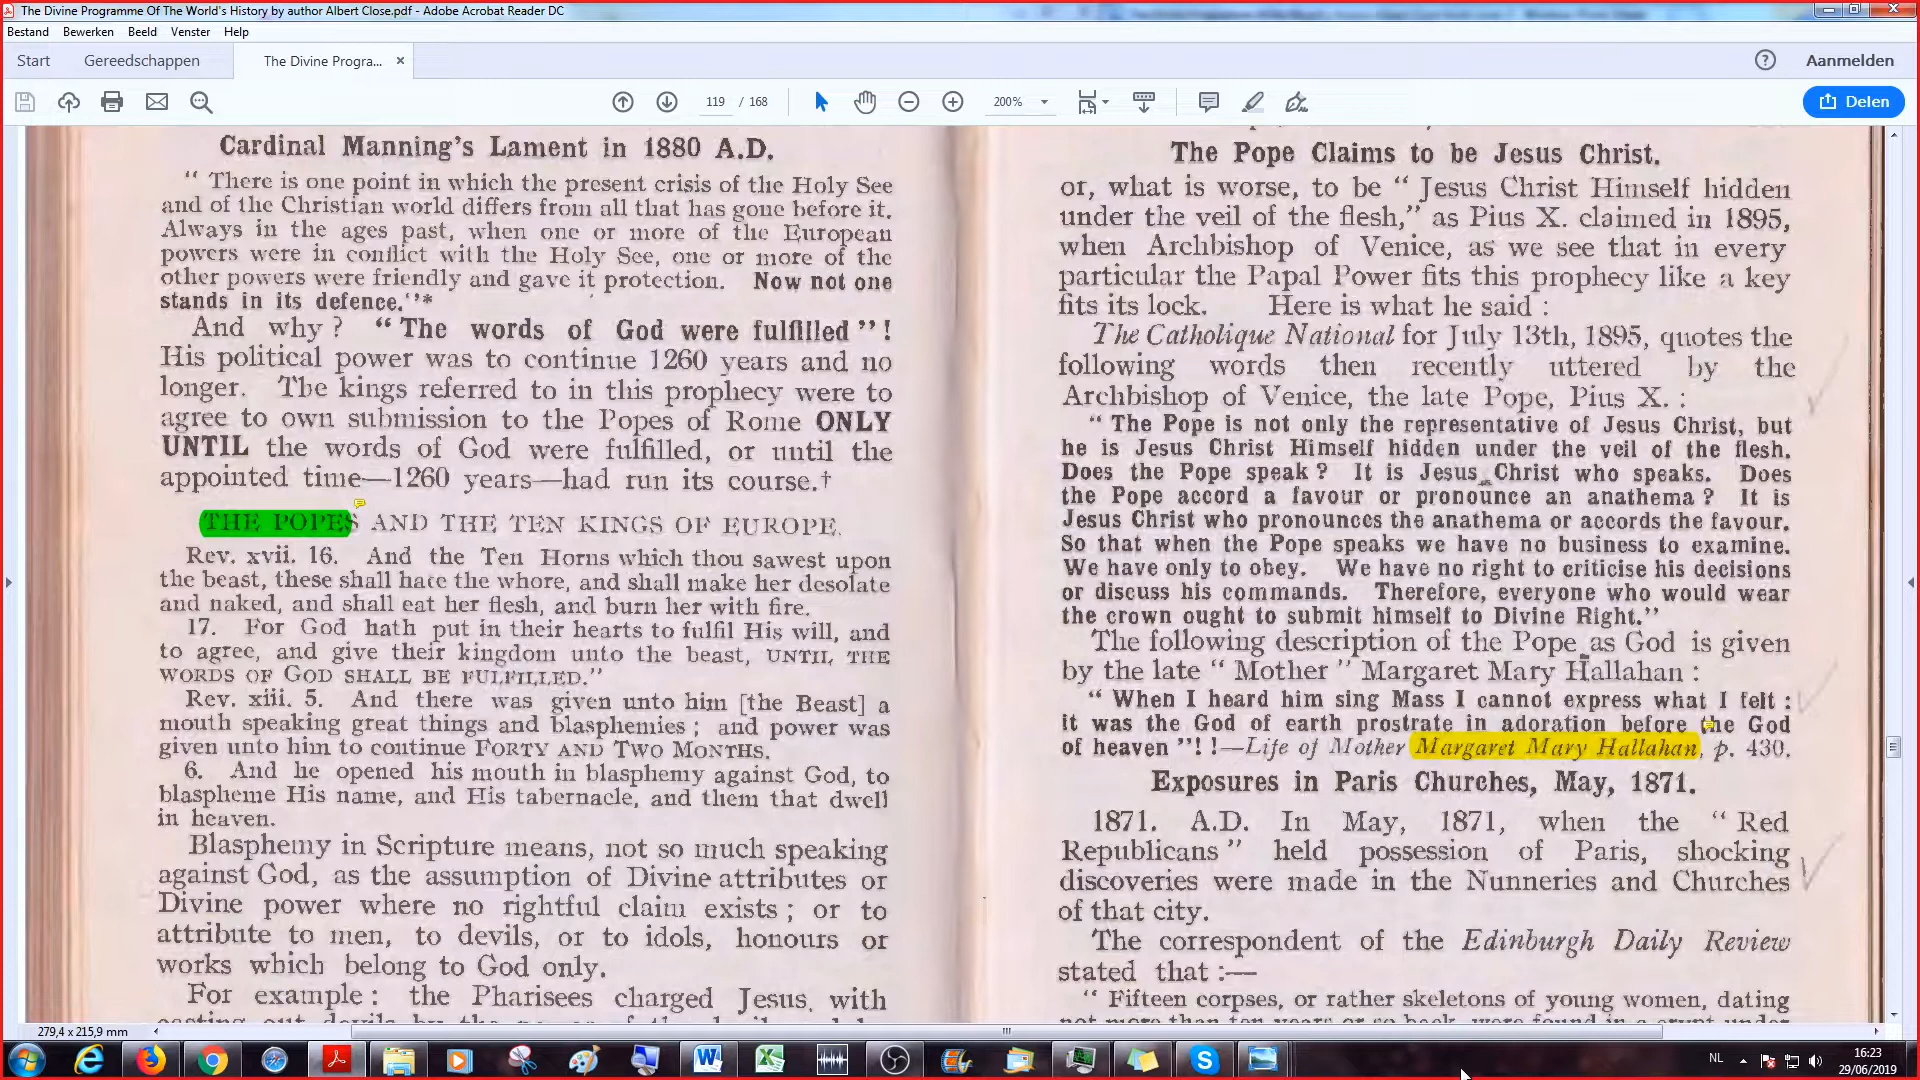 The Divine Programme Of The World's History by author Albert Close.pdf - Adobe Acrobat Reader DC
Bestand Bewerken Beeld Venster Help
Start Gereedschappen The Divine Progra... × Aanmelden
119 / 168 200% Delen
Cardinal Manning's Lament in 1880 A.D.
" There is one point in which the present crisis of the Holy See
and of the Christian world differs from all that has gone before it.
Always in the ages past, when one or more of the European
powers were in conflict with the Holy See, one or more of the
other powers were friendly and gave it protection. Now not one
stands in its defence."*
And why? "The words of God were fulfilled"!
His political power was to continue 1260 years and no
longer. The kings referred to in this prophecy were to
agree to own submission to the Popes of Rome ONLY
UNTIL the words of God were fulfilled, or until the
appointed time—1260 years—had run its course.†
THE POPES AND THE TEN KINGS OF EUROPE.
Rev. xvii. 16. And the Ten Horns which thou sawest upon
the beast, these shall hate the whore, and shall make her desolate
and naked, and shall eat her flesh, and burn her with fire.
17. For God hath put in their hearts to fulfil His will, and
to agree, and give their kingdom unto the beast, UNTIL THE
WORDS OF GOD SHALL BE FULFILLED."
Rev. xiii. 5. And there was given unto him [the Beast] a
mouth speaking great things and blasphemies ; and power was
given unto him to continue FORTY AND TWO MONTHS.
6. And he opened his mouth in blasphemy against God, to
blaspheme His name, and His tabernacle, and them that dwell
in heaven.
Blasphemy in Scripture means, not so much speaking
against God, as the assumption of Divine attributes or
Divine power where no rightful claim exists ; or to
attribute to men, to devils, or to idols, honours or
works which belong to God only.
For example : the Pharisees charged Jesus, with
The Pope Claims to be Jesus Christ.
or, what is worse, to be " Jesus Christ Himself hidden
under the veil of the flesh," as Pius X. claimed in 1895,
when Archbishop of Venice, as we see that in every
particular the Papal Power fits this prophecy like a key
fits its lock. Here is what he said :
The Catholique National for July 13th, 1895, quotes the
following words then recently uttered by the
Archbishop of Venice, the late Pope, Pius X. :
" The Pope is not only the representative of Jesus Christ, but
he is Jesus Christ Himself hidden under the veil of the flesh.
Does the Pope speak? It is Jesus Christ who speaks. Does
the Pope accord a favour or pronounce an anathema? It is
Jesus Christ who pronounces the anathema or accords the favour.
So that when the Pope speaks we have no business to examine.
We have only to obey. We have no right to criticise his decisions
or discuss his commands. Therefore, everyone who would wear
the crown ought to submit himself to Divine Right."
The following description of the Pope as God is given
by the late " Mother " Margaret Mary Hallahan :
" When I heard him sing Mass I cannot express what I felt :
it was the God of earth prostrate in adoration before the God
of heaven "! !—Life of Mother Margaret Mary Hallahan, p. 430.
Exposures in Paris Churches, May, 1871.
1871. A.D. In May, 1871, when the " Red
Republicans " held possession of Paris, shocking
discoveries were made in the Nunneries and Churches
of that city.
The correspondent of the Edinburgh Daily Review
stated that :—
" Fifteen corpses, or rather skeletons of young women, dating
279,4 x 215,9 mm
NL 16:23
29/06/2019